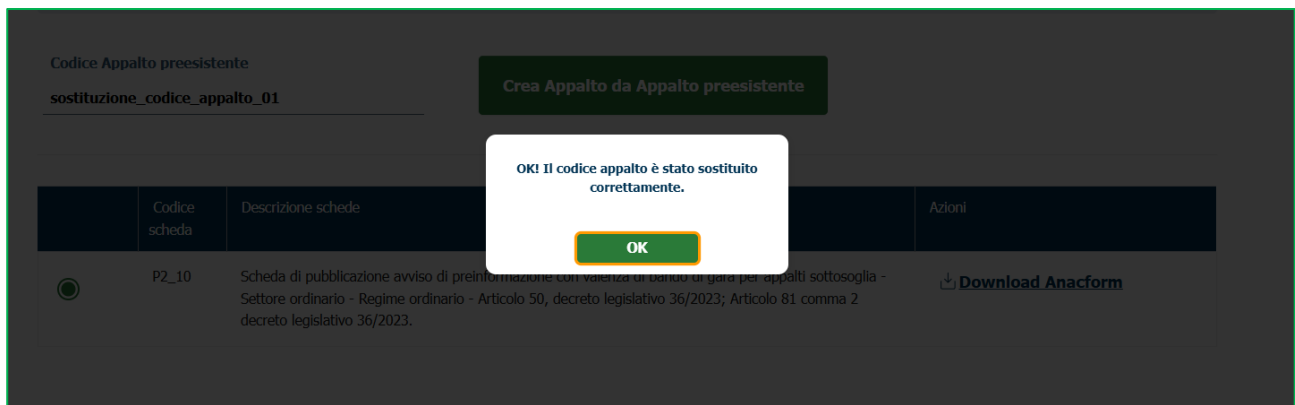 Codice Appalto preesistente
sostituzione_codice_appalto_01
Crea Appalto da Appalto preesistente
OK! Il codice appalto è stato sostituito
correttamente.
OK
Codice
scheda
Descrizione schede
Azioni
P2_10
Scheda di pubblicazione avviso di preinformazione con valenza di bando di gara per appalti sottosoglia -
Settore ordinario - Regime ordinario - Articolo 50, decreto legislativo 36/2023; Articolo 81 comma 2
decreto legislativo 36/2023.
Download Anacform